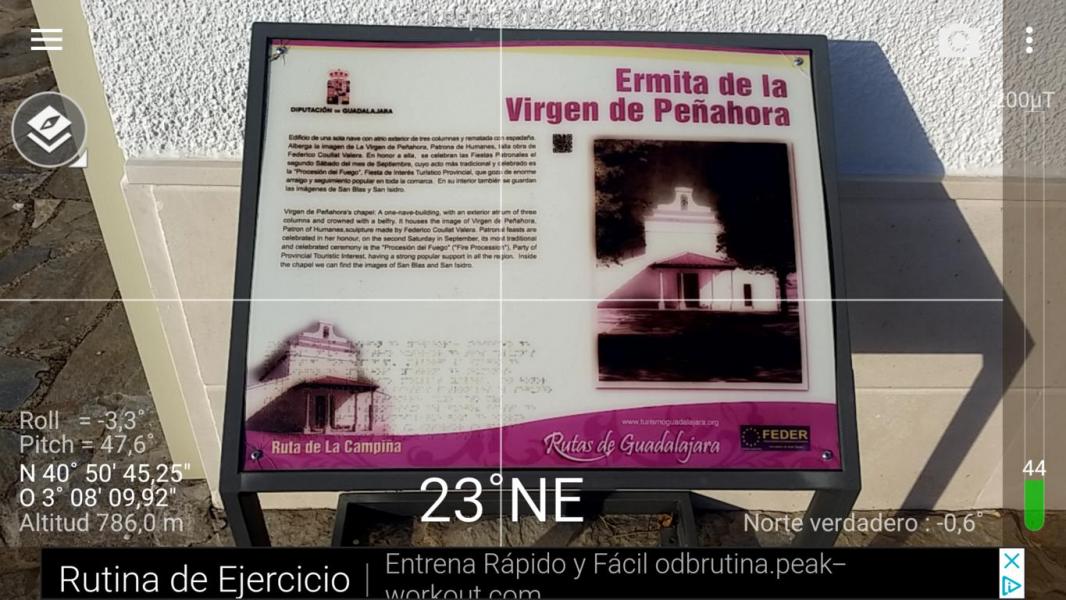 200µT
DIPUTACIÓN DE GUADALAJARA
Ermita de la
Virgen de Peñahora
Edificio de una sola nave con atrio exterior de tres columnas y rematada con espadaña.
Alberga la imagen de La Virgen de Peñahora, Patrona de Humanes, talla obra de
Federico Coullat Valera. En honor a ella, se celebran las Fiestas Patronales el
segundo Sábado del mes de Septiembre, cuyo acto más tradicional y celebrado es
la "Procesión del Fuego", Fiesta de Interés Turístico Provincial, que goza de enorme
arraigo y seguimiento popular en toda la comarca. En su interior también se guardan
las imágenes de San Blas y San Isidro.
Virgen de Peñahora's chapel: A one-nave-building, with an exterior atrium of three
columns and crowned with a belfry. It houses the image of Virgen de Peñahora,
Patron of Humanes,sculpture made by Federico Coullat Valera. Patronal feasts are
celebrated in her honour, on the second Saturday in September, its most traditional
and celebrated ceremony is the "Procesión del Fuego" ("Fire Procession"), Party of
Provincial Touristic Interest, having a strong popular support in all the region. Inside
the chapel we can find the images of San Blas and San Isidro.
www.turismoguadalajara.org
Ruta de La Campiña
Rutas de Guadalajara
FEDER
Roll = -3,3°
Pitch = 47,6°
N 40° 50' 45,25"
O 3° 08' 09,92"
Altitud 786,0 m
23°NE
Norte verdadero : -0,6°
44
Rutina de Ejercicio
Entrena Rápido y Fácil odbrutina.peak–
workout.com